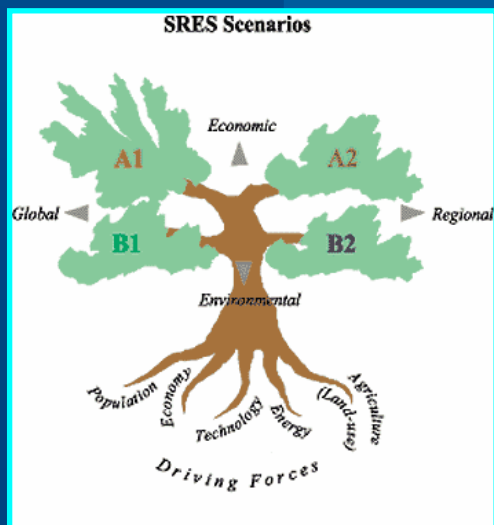 SRES Scenarios
Economic
A1
A2
Global
Regional
B1
B2
Environmental
Population
Economy
Technology
Energy
Agriculture
(Land-use)
Driving Forces